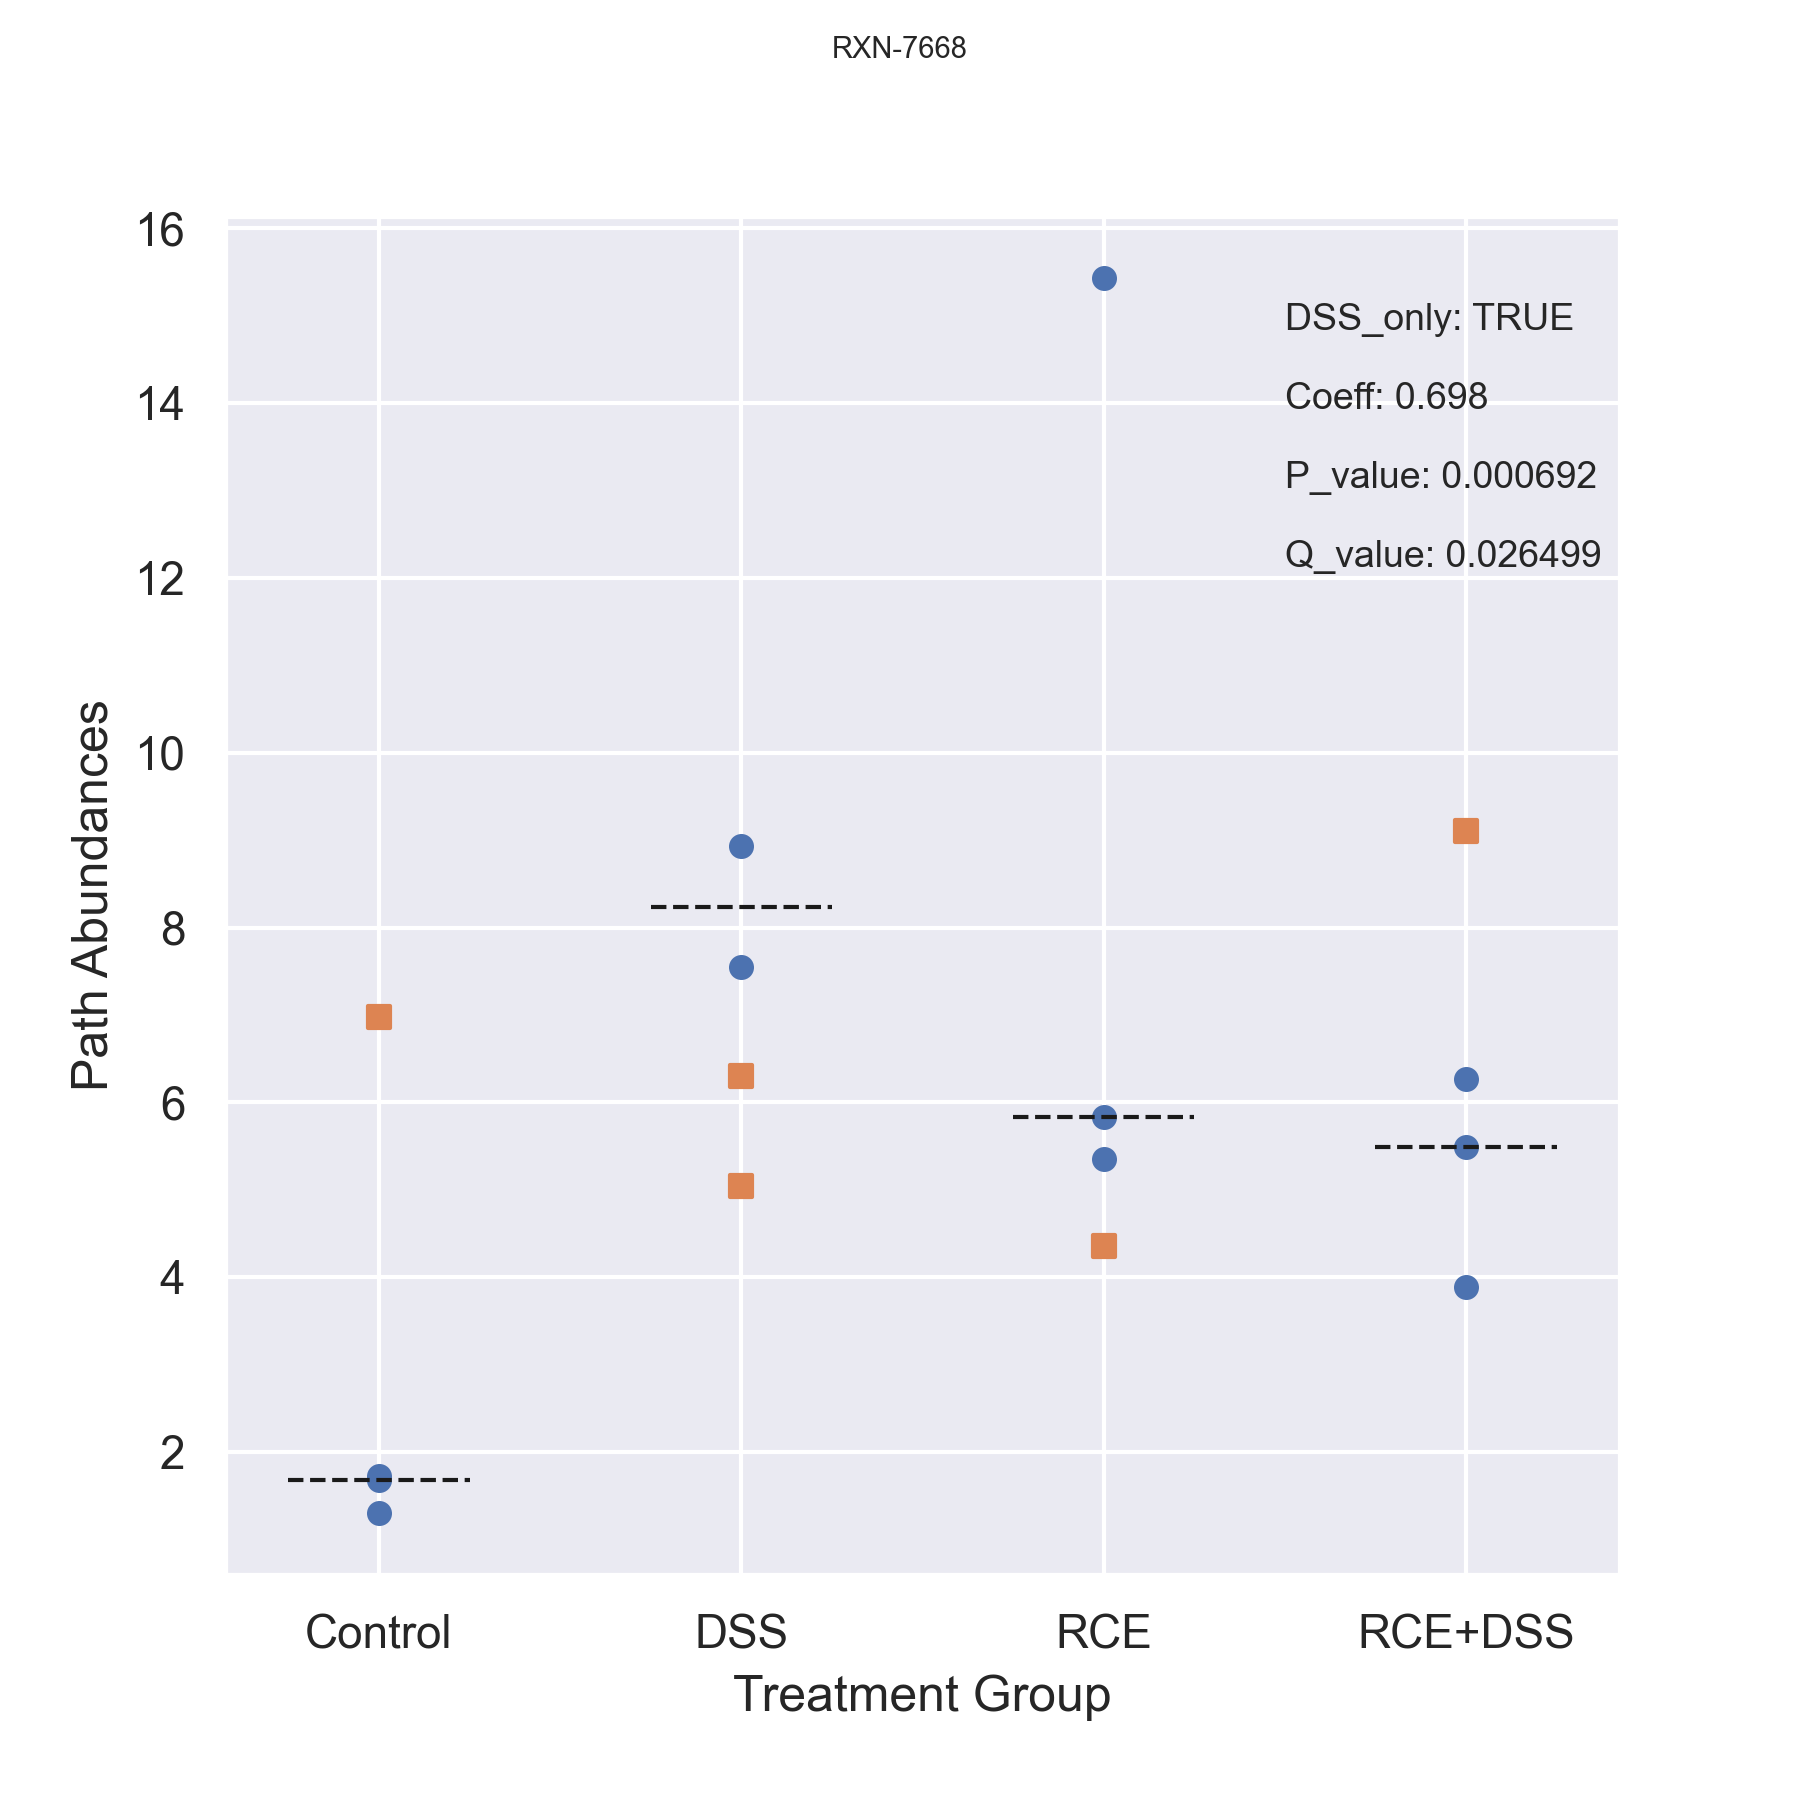 RXN-7668
16
14
12
10
8
6
4
2
Path Abundances
DSS_only: TRUE
Coeff: 0.698
P_value: 0.000692
Q_value: 0.026499
Control DSS RCE RCE+DSS
Treatment Group